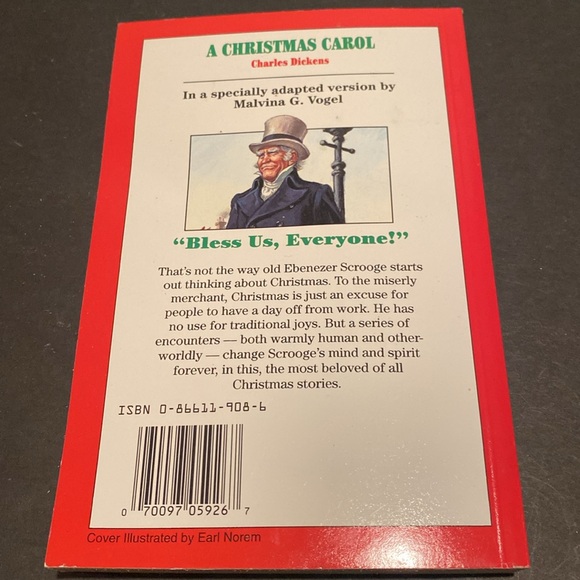 A CHRISTMAS CAROL
Charles Dickens
In a specially adapted version by
Malvina G. Vogel
"Bless Us, Everyone!"
That's not the way old Ebenezer Scrooge starts
out thinking about Christmas. To the miserly
merchant, Christmas is just an excuse for
people to have a day off from work. He has
no use for traditional joys. But a series of
encounters — both warmly human and other-
worldly — change Scrooge's mind and spirit
forever, in this, the most beloved of all
Christmas stories.
ISBN 0-86611-908-6
0 70097 05926 7
Cover Illustrated by Earl Norem